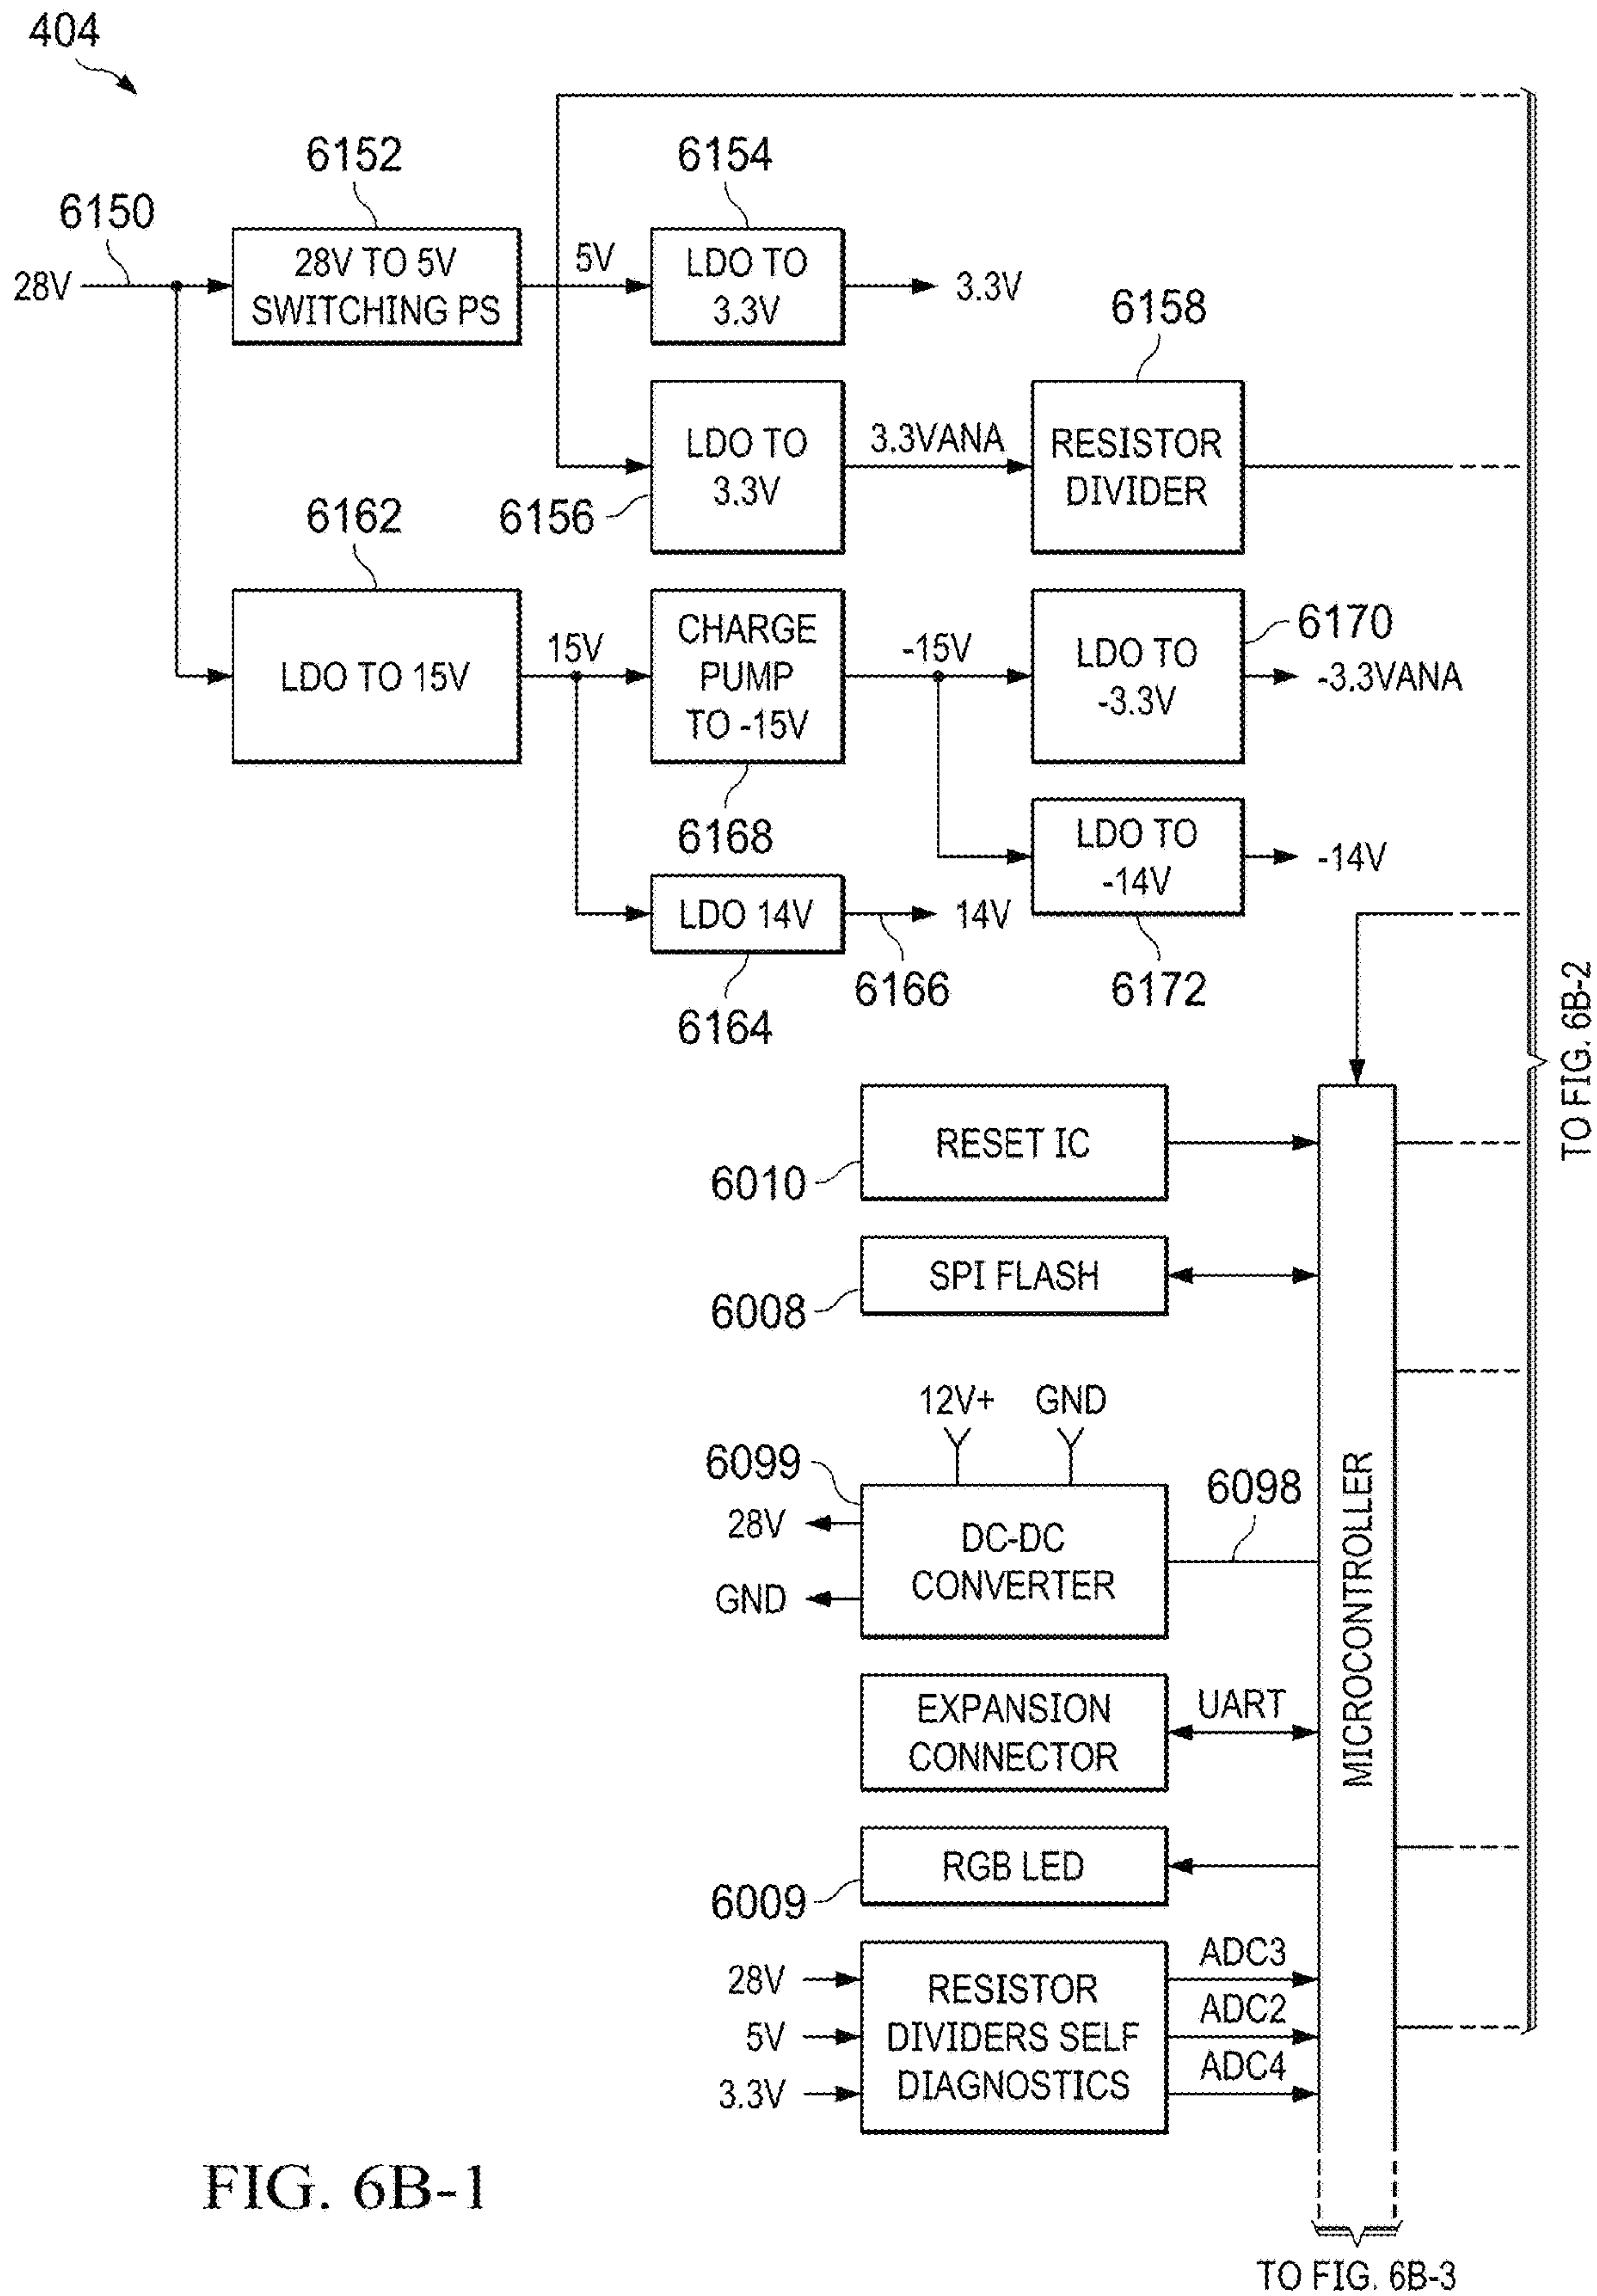 404
6152
6154
6150
28V
28V TO 5V
SWITCHING PS
5V
LDO TO
3.3V
3.3V
6158
LDO TO
3.3V
3.3VANA
RESISTOR
DIVIDER
6156
6162
LDO TO 15V
15V
CHARGE
PUMP
TO -15V
-15V
LDO TO
-3.3V
6170
-3.3VANA
6168
LDO TO
-14V
-14V
LDO 14V
14V
6166
6172
6164
TO FIG. 6B-2
RESET IC
6010
SPI FLASH
6008
12V+
GND
6099
28V
GND
DC-DC
CONVERTER
6098
MICROCONTROLLER
EXPANSION
CONNECTOR
UART
RGB LED
6009
28V
5V
3.3V
RESISTOR
DIVIDERS SELF
DIAGNOSTICS
ADC3
ADC2
ADC4
FIG. 6B-1
TO FIG. 6B-3